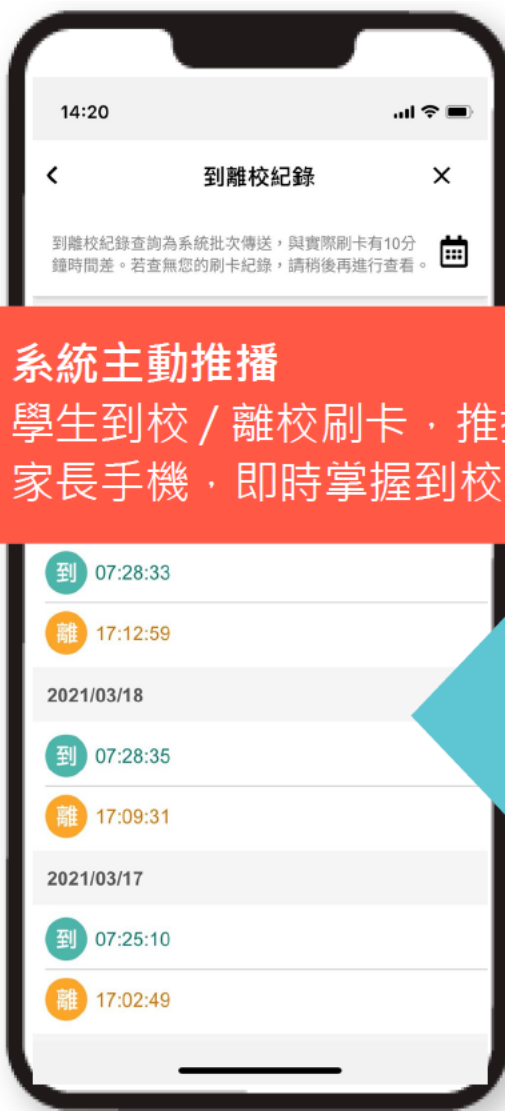 14:20
到離校紀錄
到離校紀錄查詢為系統批次傳送，與實際刷卡有10分
鐘時間差。若查無您的刷卡紀錄，請稍後再進行查看。
系統主動推播
學生到校 / 離校刷卡，推
家長手機，即時掌握到校
到 07:28:33
離 17:12:59
2021/03/18
到 07:28:35
離 17:09:31
2021/03/17
到 07:25:10
離 17:02:49